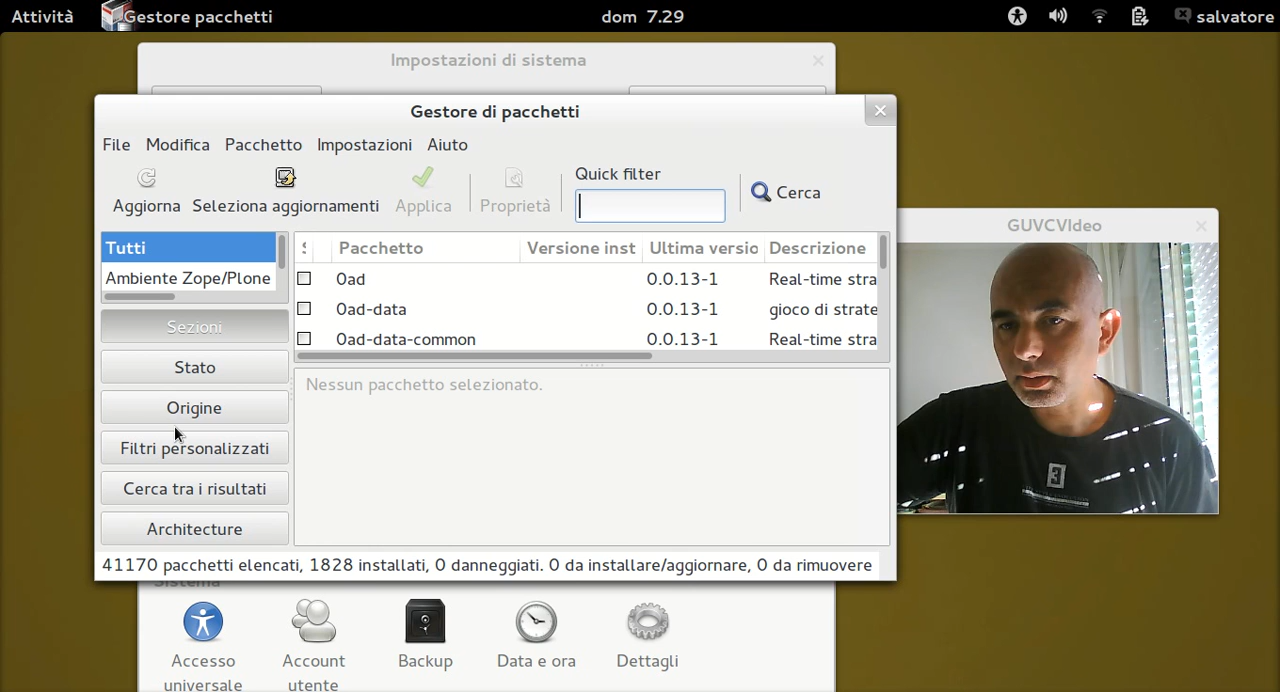 Attività Gestore pacchetti dom 7.29 salvatore
Impostazioni di sistema
Gestore di pacchetti
File Modifica Pacchetto Impostazioni Aiuto
Aggiorna Seleziona aggiornamenti Applica Proprietà Quick filter Cerca
Tutti
Ambiente Zope/Plone
Sezioni
Stato
Origine
Filtri personalizzati
Cerca tra i risultati
Architecture
S Pacchetto Versione inst Ultima versio Descrizione
0ad 0.0.13-1 Real-time stra
0ad-data 0.0.13-1 gioco di strate
0ad-data-common 0.0.13-1 Real-time stra
Nessun pacchetto selezionato.
41170 pacchetti elencati, 1828 installati, 0 danneggiati. 0 da installare/aggiornare, 0 da rimuovere
GUVCVIdeo
3
Sistema
Accesso universale
Account utente
Backup
Data e ora
Dettagli